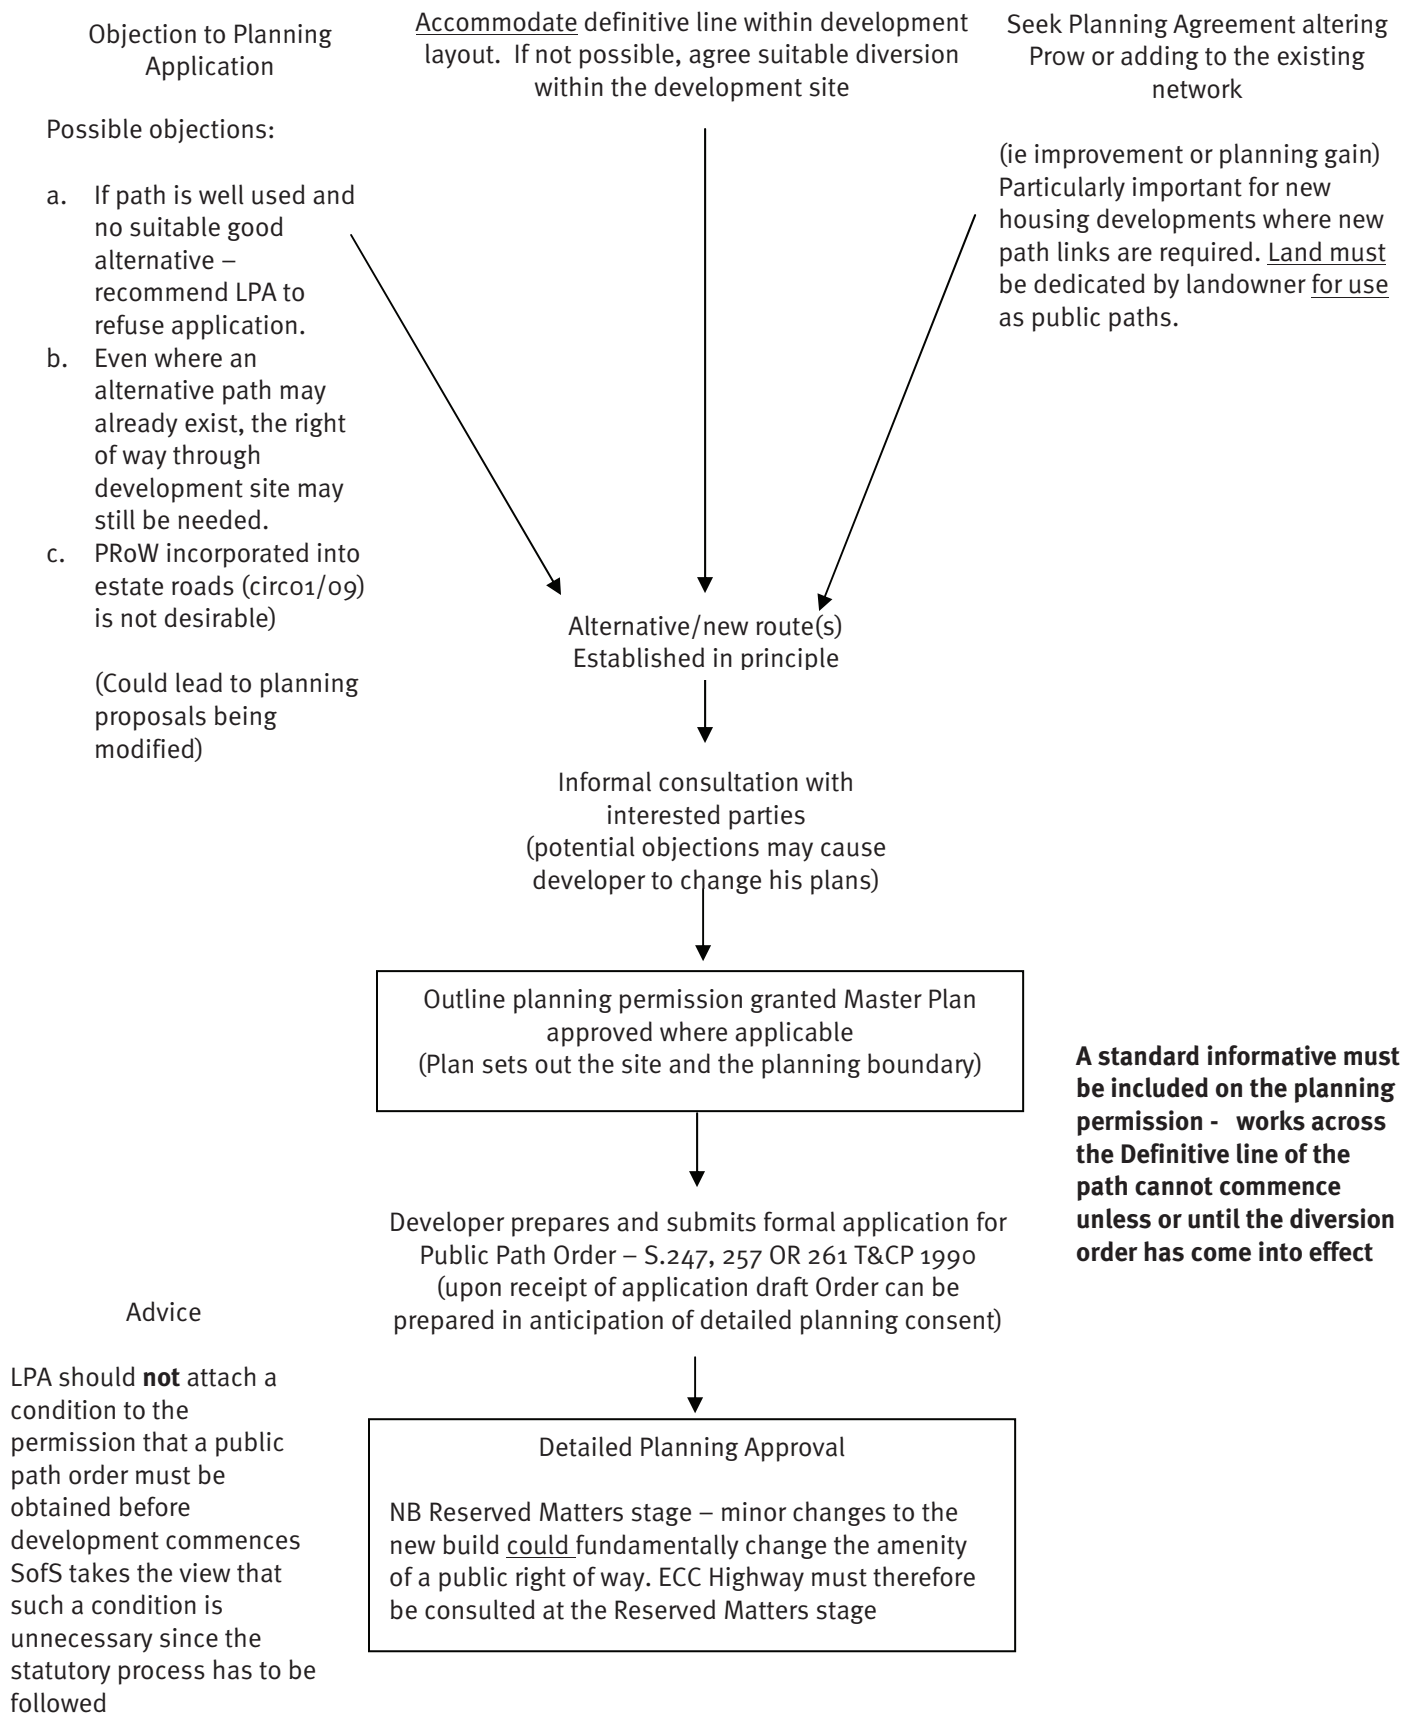 Objection to Planning
Application
Possible objections:
a. If path is well used and
no suitable good
alternative –
recommend LPA to
refuse application.
b. Even where an
alternative path may
already exist, the right
of way through
development site may
still be needed.
c. PRoW incorporated into
estate roads (circ01/09)
is not desirable)
(Could lead to planning
proposals being
modified)
Accommodate definitive line within development
layout. If not possible, agree suitable diversion
within the development site
Seek Planning Agreement altering
Prow or adding to the existing
network
(ie improvement or planning gain)
Particularly important for new
housing developments where new
path links are required. Land must
be dedicated by landowner for use
as public paths.
Alternative/new route(s)
Established in principle
Informal consultation with
interested parties
(potential objections may cause
developer to change his plans)
Outline planning permission granted Master Plan
approved where applicable
(Plan sets out the site and the planning boundary)
A standard informative must
be included on the planning
permission - works across
the Definitive line of the
path cannot commence
unless or until the diversion
order has come into effect
Developer prepares and submits formal application for
Public Path Order – S.247, 257 OR 261 T&CP 1990
(upon receipt of application draft Order can be
prepared in anticipation of detailed planning consent)
Advice
LPA should not attach a
condition to the
permission that a public
path order must be
obtained before
development commences
SofS takes the view that
such a condition is
unnecessary since the
statutory process has to be
followed
Detailed Planning Approval
NB Reserved Matters stage – minor changes to the
new build could fundamentally change the amenity
of a public right of way. ECC Highway must therefore
be consulted at the Reserved Matters stage